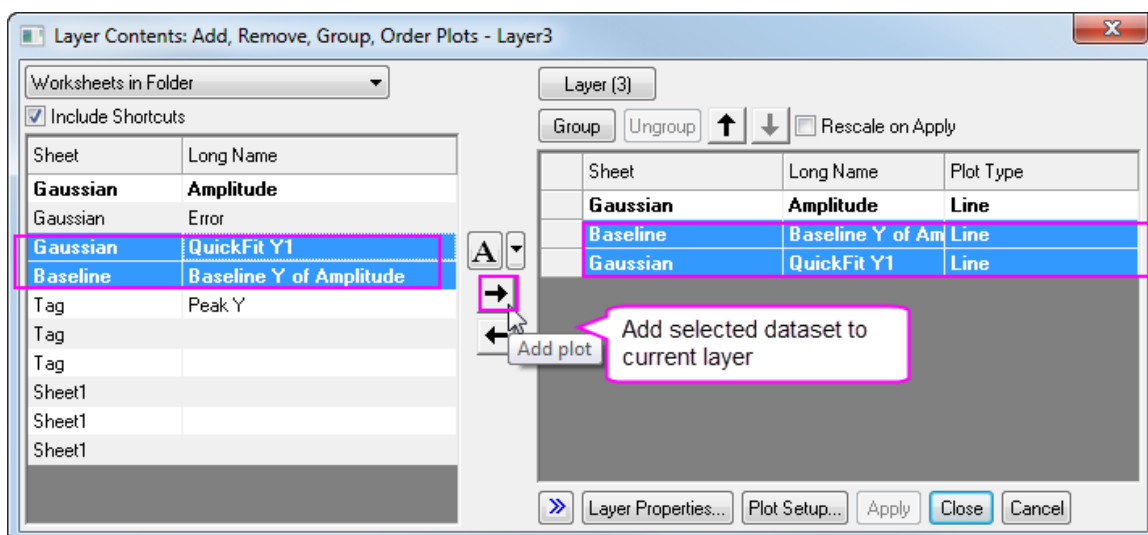 Layer Contents: Add, Remove, Group, Order Plots - Layer3
x
Worksheets in Folder
Include Shortcuts
Sheet Long Name
Gaussian Amplitude
Gaussian Error
Gaussian QuickFit Y1
Baseline Baseline Y of Amplitude
Tag Peak Y
Tag
Tag
Sheet1
Sheet1
Sheet1
A
Add plot
Add selected dataset to
current layer
Layer (3)
Group Ungroup Rescale on Apply
Sheet Long Name Plot Type
Gaussian Amplitude Line
Baseline Baseline Y of Am Line
Gaussian QuickFit Y1 Line
Layer Properties... Plot Setup... Apply Close Cancel